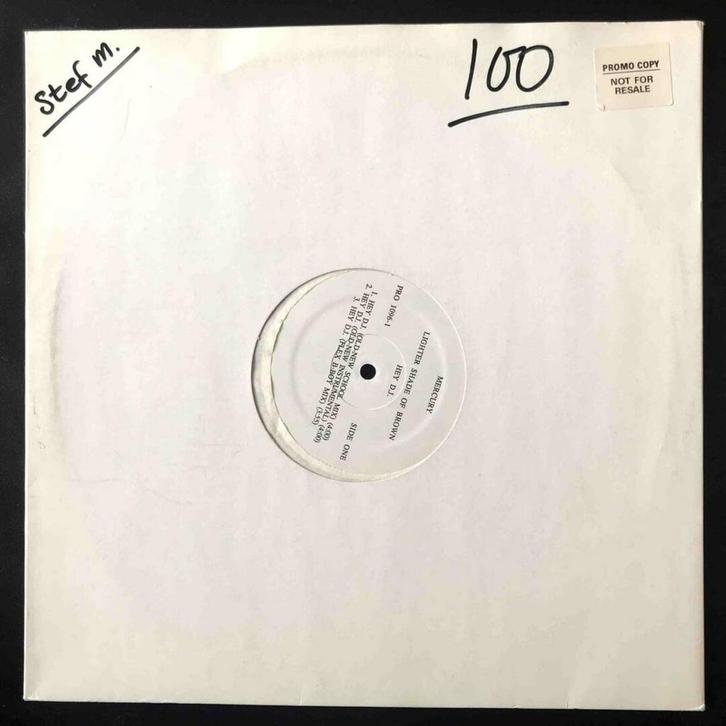 Stef M.
100
PROMO COPY
NOT FOR
RESALE
MERCURY
LIGHTER SHADE OF BROWN
HEY D.J.
PRO 1096-1
SIDE ONE
1. HEY D.J. (OLD-NEW SCHOOL MIX) (4:00)
2. HEY D.J. (OLD-NEW INSTRUMENTAL) (4:00)
3. HEY D.J. (FLEX B-BOY MIX) (3:35)